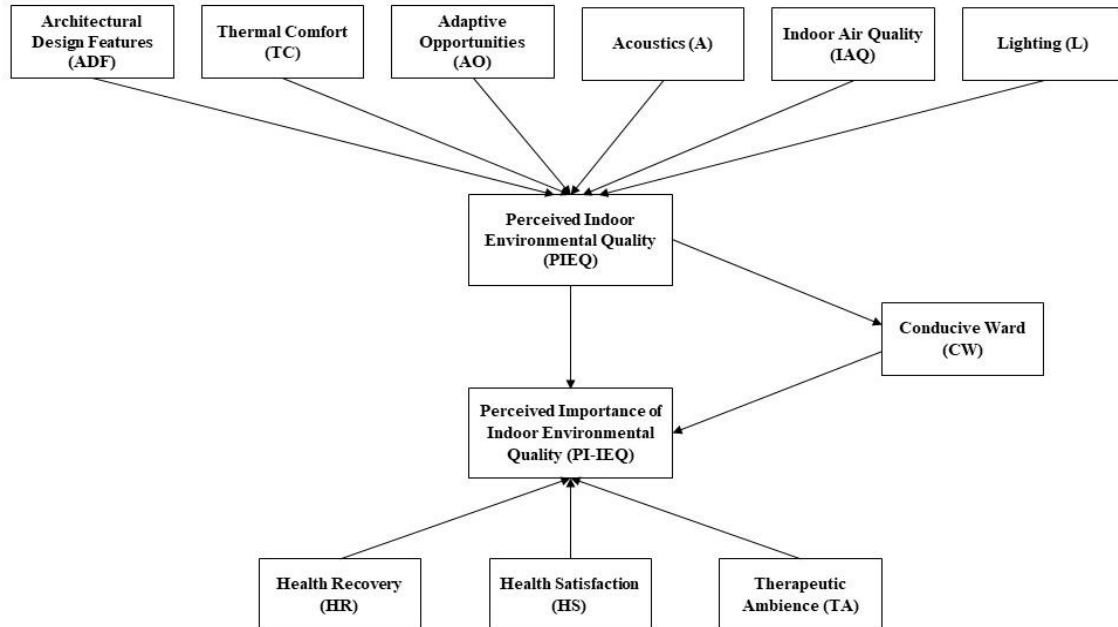 Architectural
Design Features
(ADF)
Thermal Comfort
(TC)
Adaptive
Opportunities
(AO)
Acoustics (A)
Indoor Air Quality
(IAQ)
Lighting (L)
Perceived Indoor
Environmental Quality
(PIEQ)
Conducive Ward
(CW)
Perceived Importance of
Indoor Environmental
Quality (PI-IEQ)
Health Recovery
(HR)
Health Satisfaction
(HS)
Therapeutic
Ambience (TA)